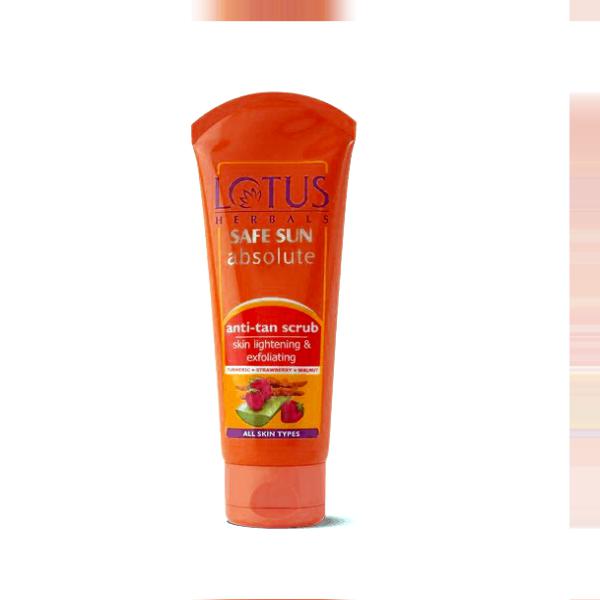 LOTUS
HERBALS
SAFE SUN
absolute
anti-tan scrub
skin lightening &
exfoliating
TURMERIC • STRAWBERRY • WALNUT
ALL SKIN TYPES